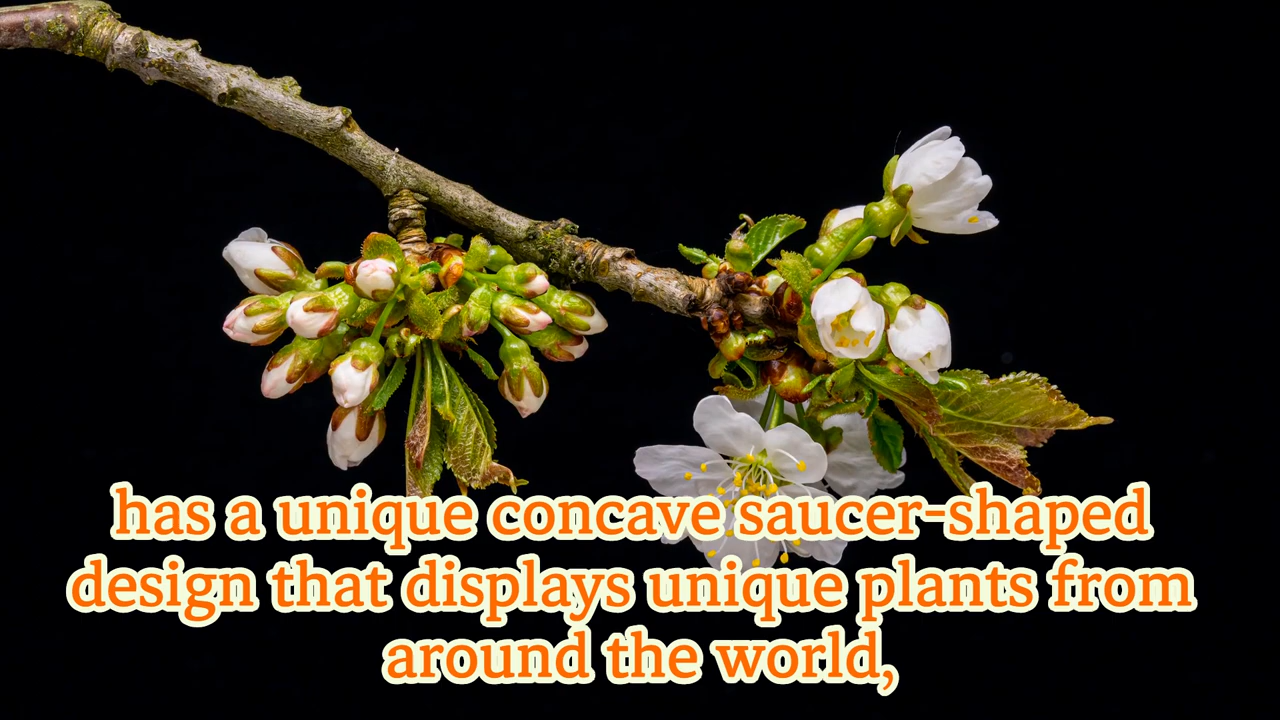 has a unique concave saucer-shaped
design that displays unique plants from
around the world,